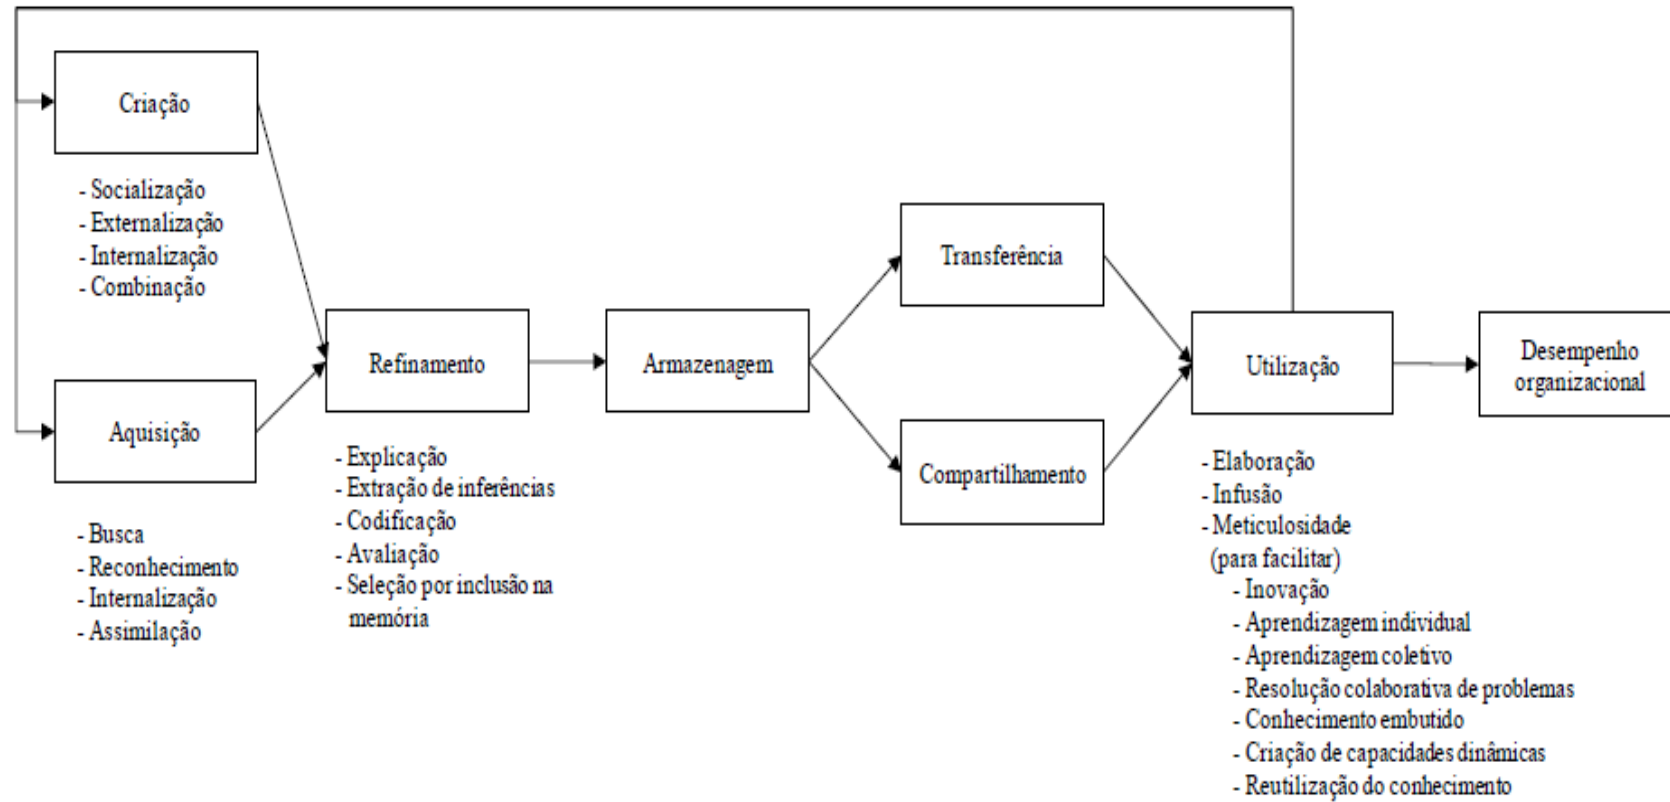 Criação
- Socialização
- Externalização
- Internalização
- Combinação
Aquisição
- Busca
- Reconhecimento
- Internalização
- Assimilação
Refinamento
- Explicação
- Extração de inferências
- Codificação
- Avaliação
- Seleção por inclusão na
memória
Armazenagem
Transferência
Compartilhamento
Utilização
- Elaboração
- Infusão
- Meticulosidade
(para facilitar)
- Inovação
- Aprendizagem individual
- Aprendizagem coletivo
- Resolução colaborativa de problemas
- Conhecimento embutido
- Criação de capacidades dinâmicas
- Reutilização do conhecimento
Desempenho
organizacional